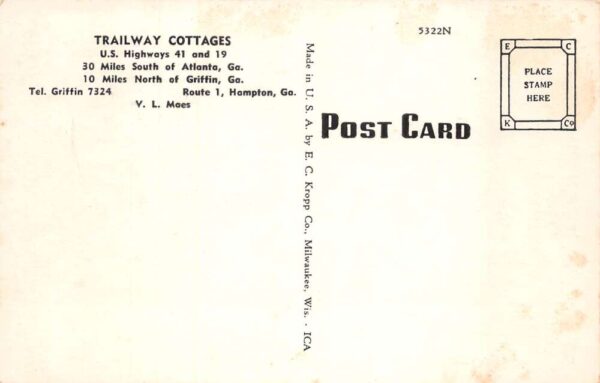 TRAILWAY COTTAGES
U.S. Highways 41 and 19
30 Miles South of Atlanta, Ga.
10 Miles North of Griffin, Ga.
Tel. Griffin 7324 Route 1, Hampton, Ga.
V. L. Maes
Made in U. S. A. by E. C. Kropp Co., Milwaukee, Wis. - ICA
5322N
POST CARD
E C
PLACE
STAMP
HERE
K Co